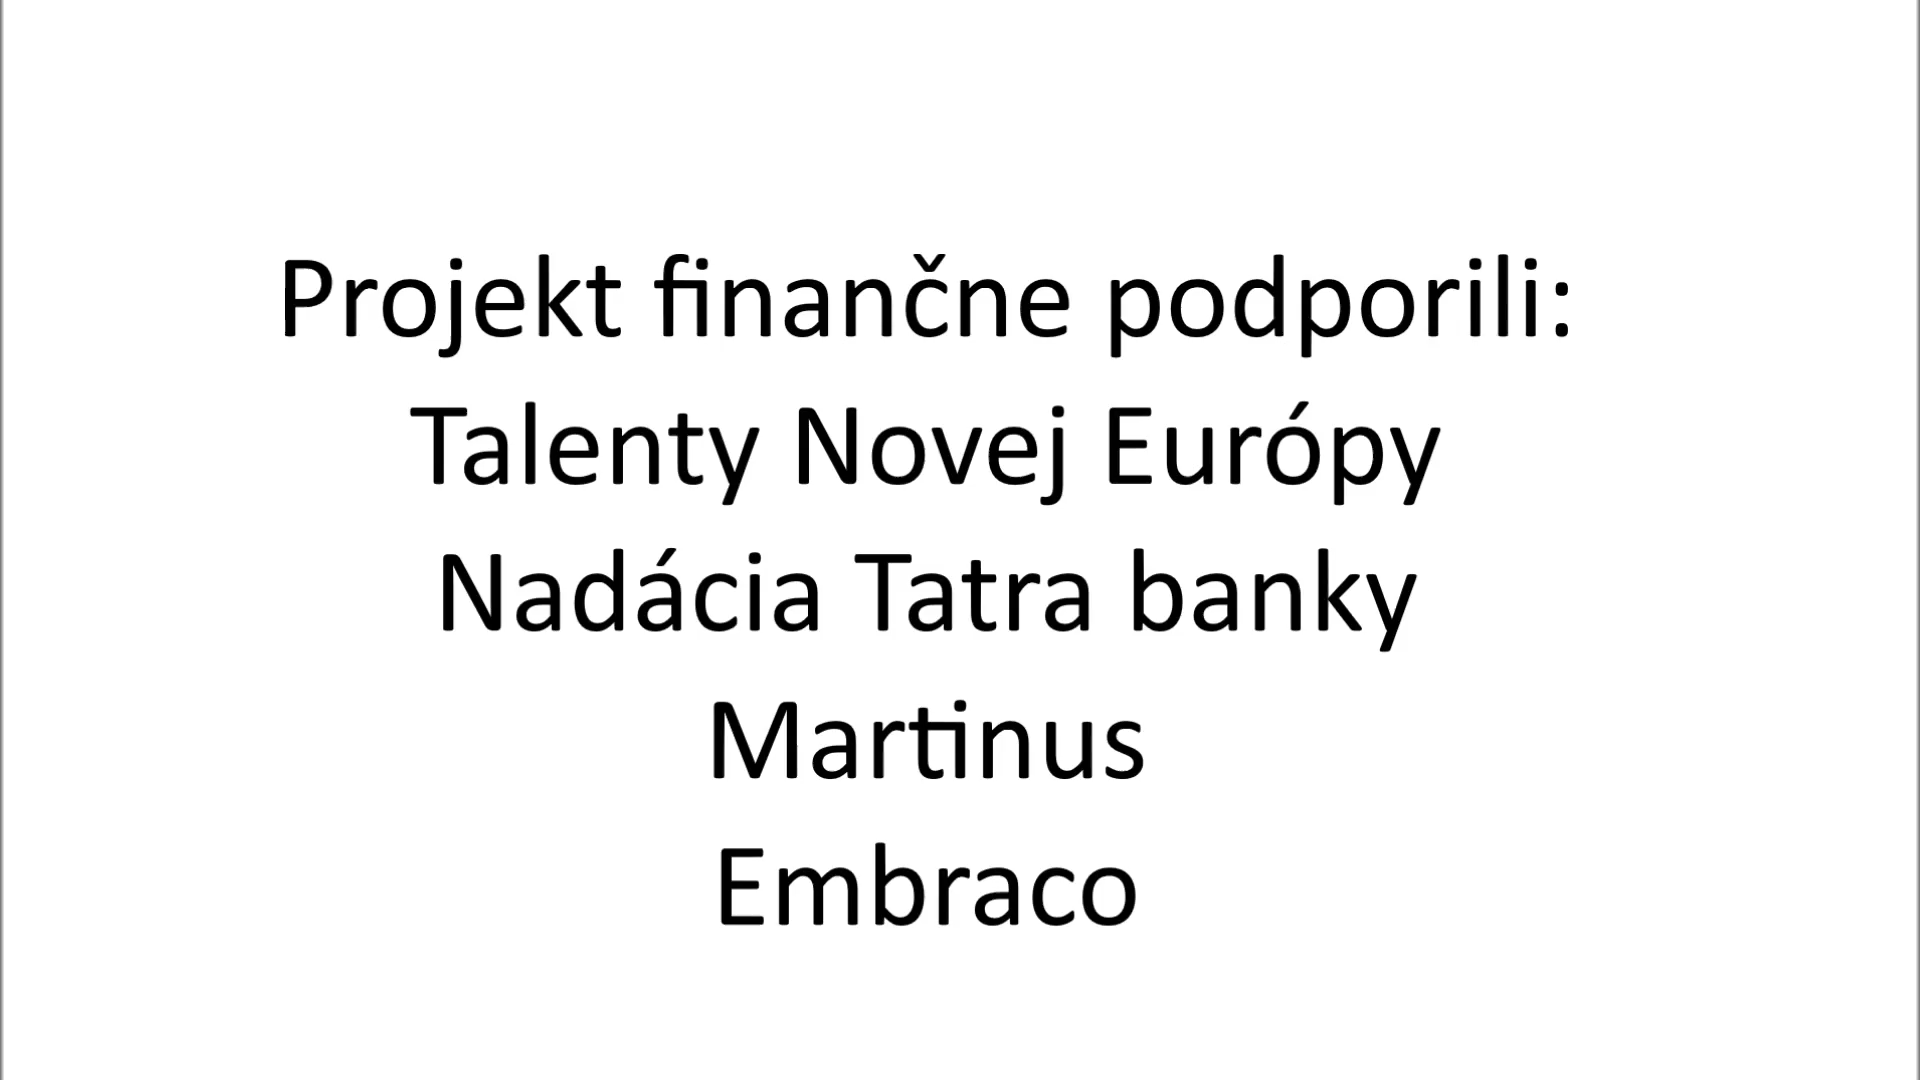 Projekt finančne podporili:
Talenty Novej Európy
Nadácia Tatra banky
Martinus
Embraco